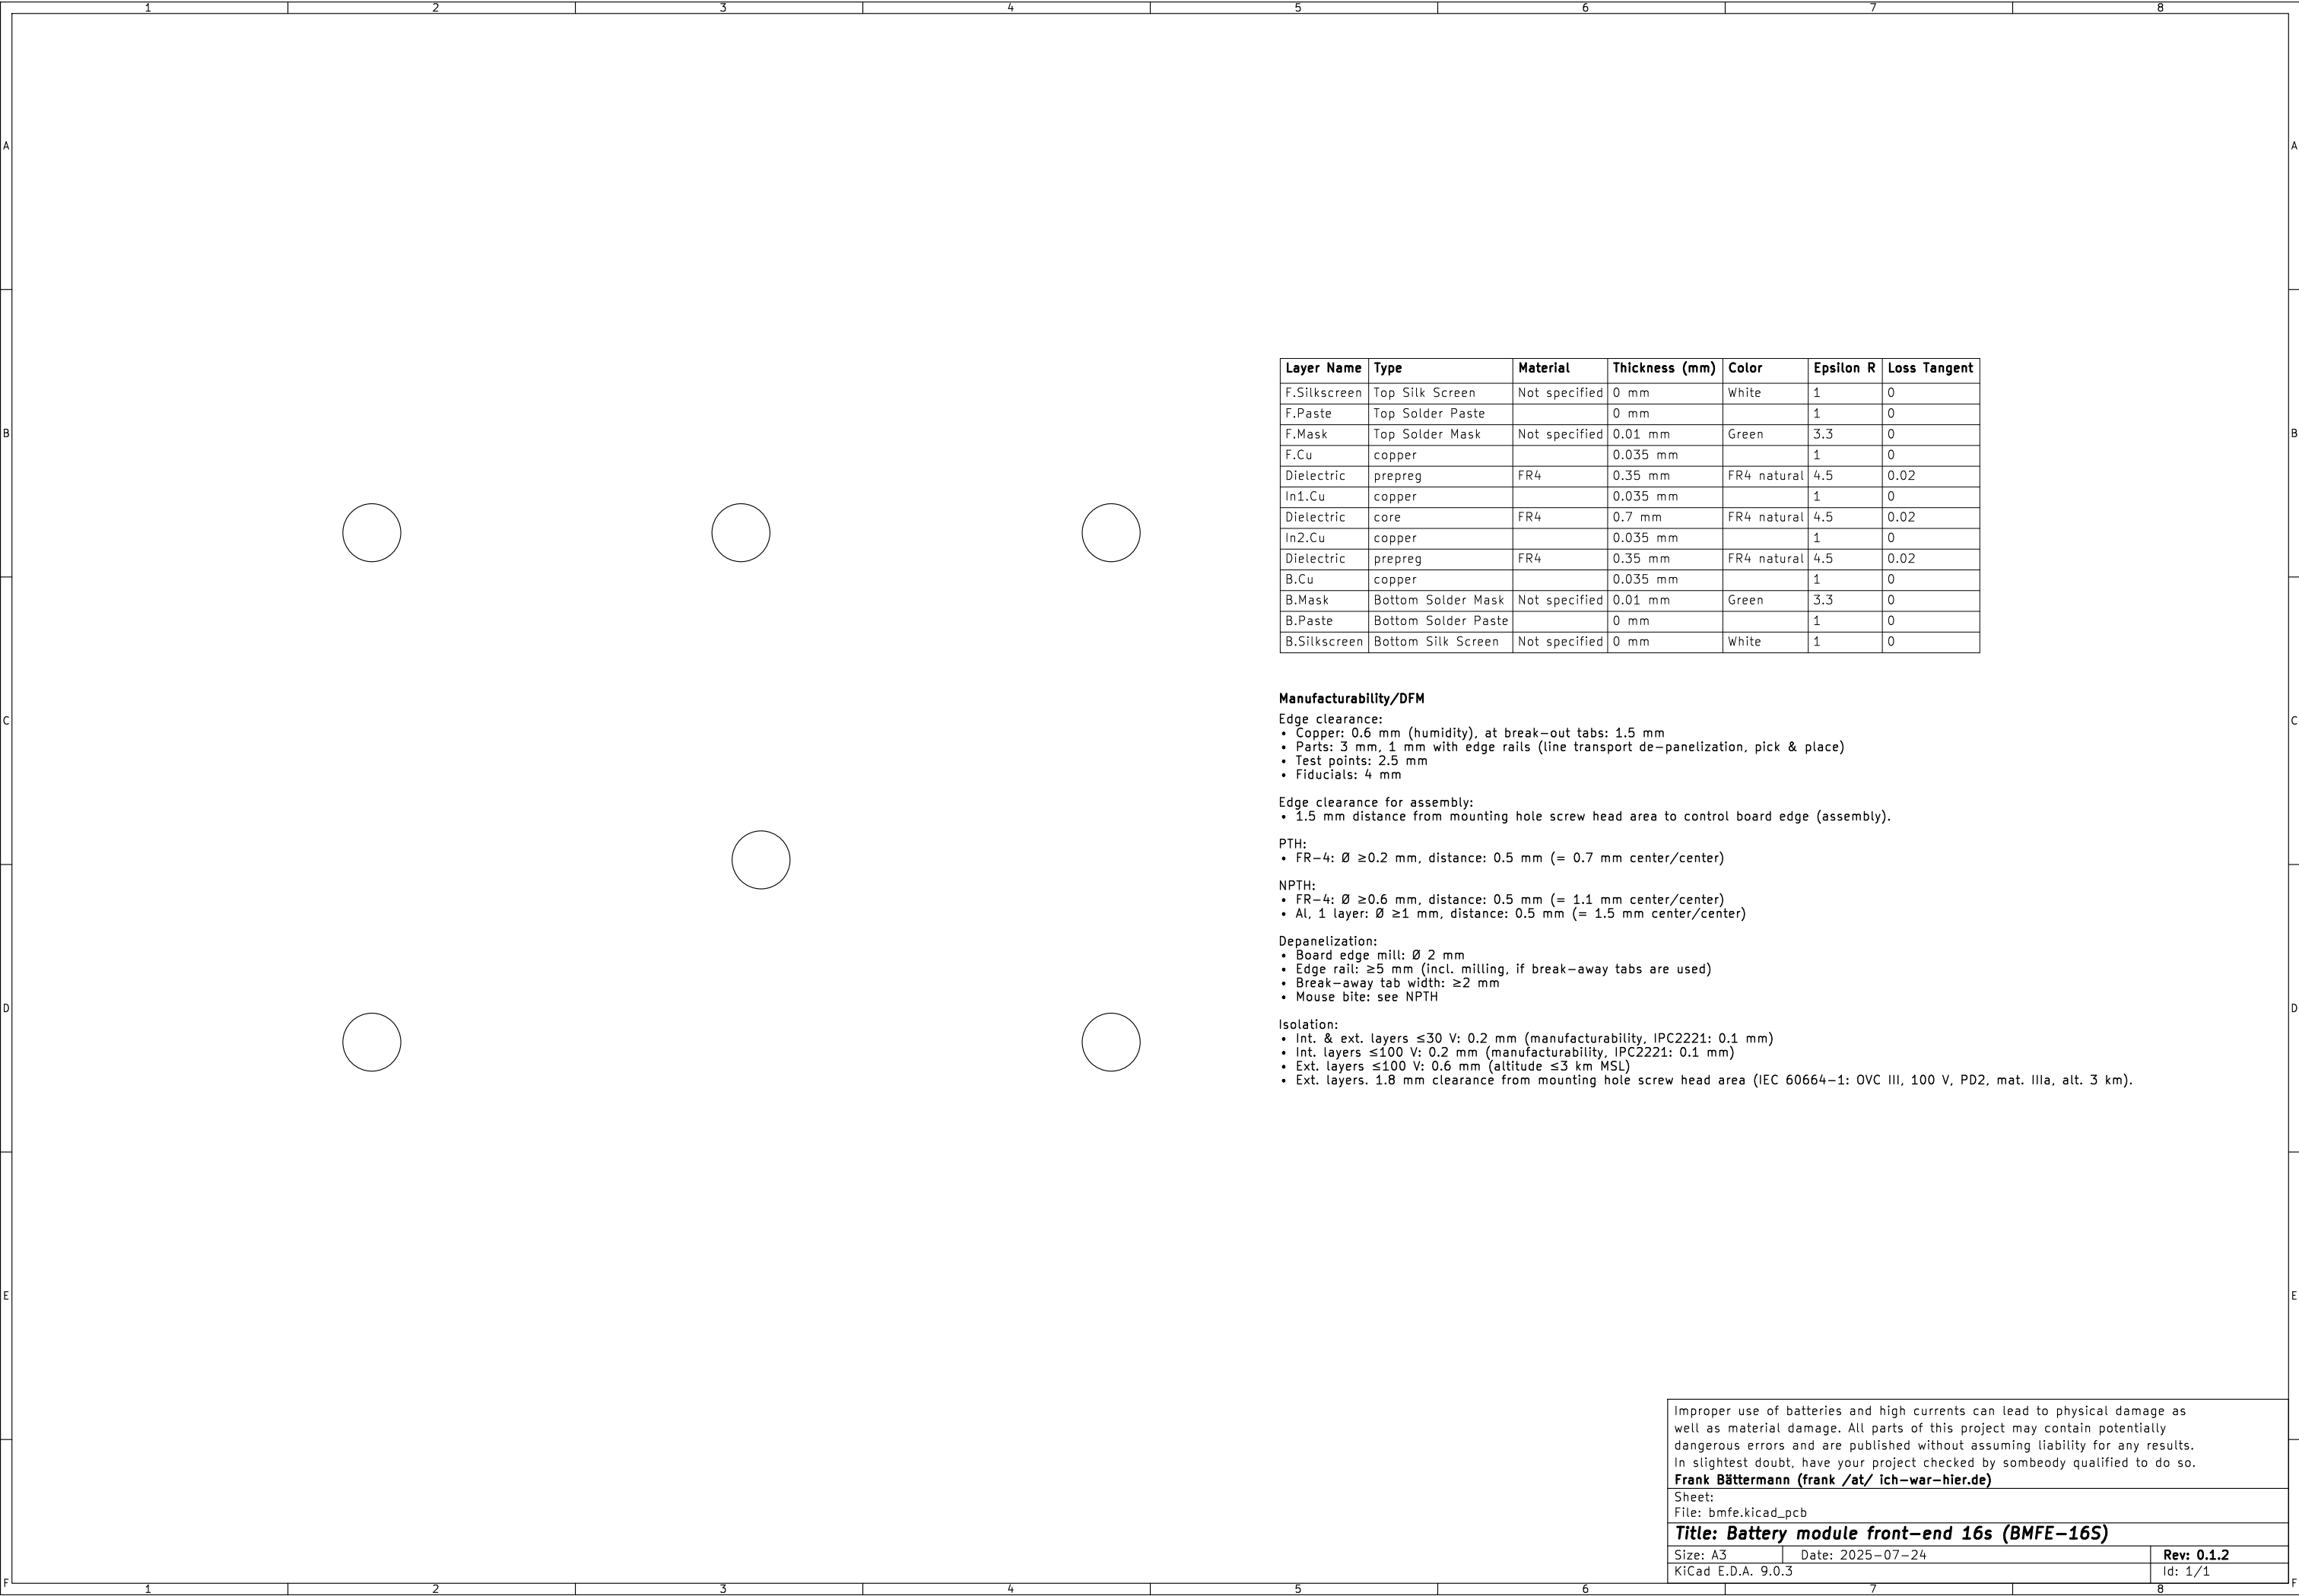 1 2 3 4 5 6 7 8
A A
B B
C C
D D
E E
F F
Layer Name Type Material Thickness (mm) Color Epsilon R Loss Tangent
F.Silkscreen Top Silk Screen Not specified 0 mm White 1 0
F.Paste Top Solder Paste 0 mm 1 0
F.Mask Top Solder Mask Not specified 0.01 mm Green 3.3 0
F.Cu copper 0.035 mm 1 0
Dielectric prepreg FR4 0.35 mm FR4 natural 4.5 0.02
In1.Cu copper 0.035 mm 1 0
Dielectric core FR4 0.7 mm FR4 natural 4.5 0.02
In2.Cu copper 0.035 mm 1 0
Dielectric prepreg FR4 0.35 mm FR4 natural 4.5 0.02
B.Cu copper 0.035 mm 1 0
B.Mask Bottom Solder Mask Not specified 0.01 mm Green 3.3 0
B.Paste Bottom Solder Paste 0 mm 1 0
B.Silkscreen Bottom Silk Screen Not specified 0 mm White 1 0
Manufacturability/DFM
Edge clearance:
• Copper: 0.6 mm (humidity), at break-out tabs: 1.5 mm
• Parts: 3 mm, 1 mm with edge rails (line transport de-panelization, pick & place)
• Test points: 2.5 mm
• Fiducials: 4 mm
Edge clearance for assembly:
• 1.5 mm distance from mounting hole screw head area to control board edge (assembly).
PTH:
• FR-4: Ø ≥0.2 mm, distance: 0.5 mm (= 0.7 mm center/center)
NPTH:
• FR-4: Ø ≥0.6 mm, distance: 0.5 mm (= 1.1 mm center/center)
• Al, 1 layer: Ø ≥1 mm, distance: 0.5 mm (= 1.5 mm center/center)
Depanelization:
• Board edge mill: Ø 2 mm
• Edge rail: ≥5 mm (incl. milling, if break-away tabs are used)
• Break-away tab width: ≥2 mm
• Mouse bite: see NPTH
Isolation:
• Int. & ext. layers ≤30 V: 0.2 mm (manufacturability, IPC2221: 0.1 mm)
• Int. layers ≤100 V: 0.2 mm (manufacturability, IPC2221: 0.1 mm)
• Ext. layers ≤100 V: 0.6 mm (altitude ≤3 km MSL)
• Ext. layers. 1.8 mm clearance from mounting hole screw head area (IEC 60664-1: OVC III, 100 V, PD2, mat. IIIa, alt. 3 km).
Improper use of batteries and high currents can lead to physical damage as
well as material damage. All parts of this project may contain potentially
dangerous errors and are published without assuming liability for any results.
In slightest doubt, have your project checked by sombeody qualified to do so.
Frank Bättermann (frank /at/ ich-war-hier.de)
Sheet:
File: bmfe.kicad_pcb
Title: Battery module front-end 16s (BMFE-16S)
Size: A3 Date: 2025-07-24 Rev: 0.1.2
KiCad E.D.A. 9.0.3 Id: 1/1
1 2 3 4 5 6 7 8